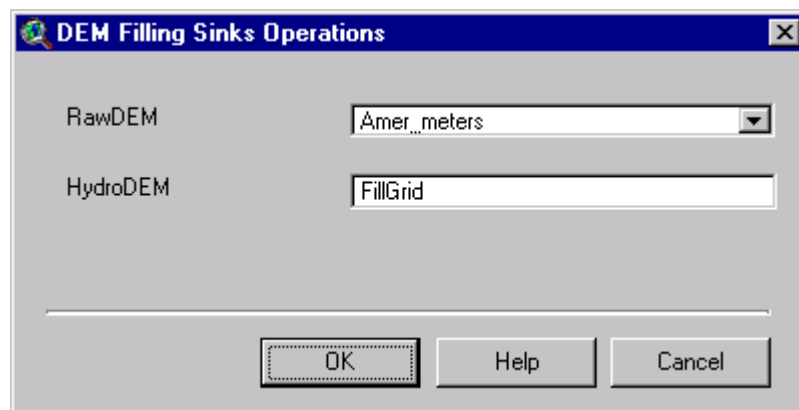 DEM Filling Sinks Operations
RawDEM Amer_meters
HydroDEM FillGrid
OK Help Cancel